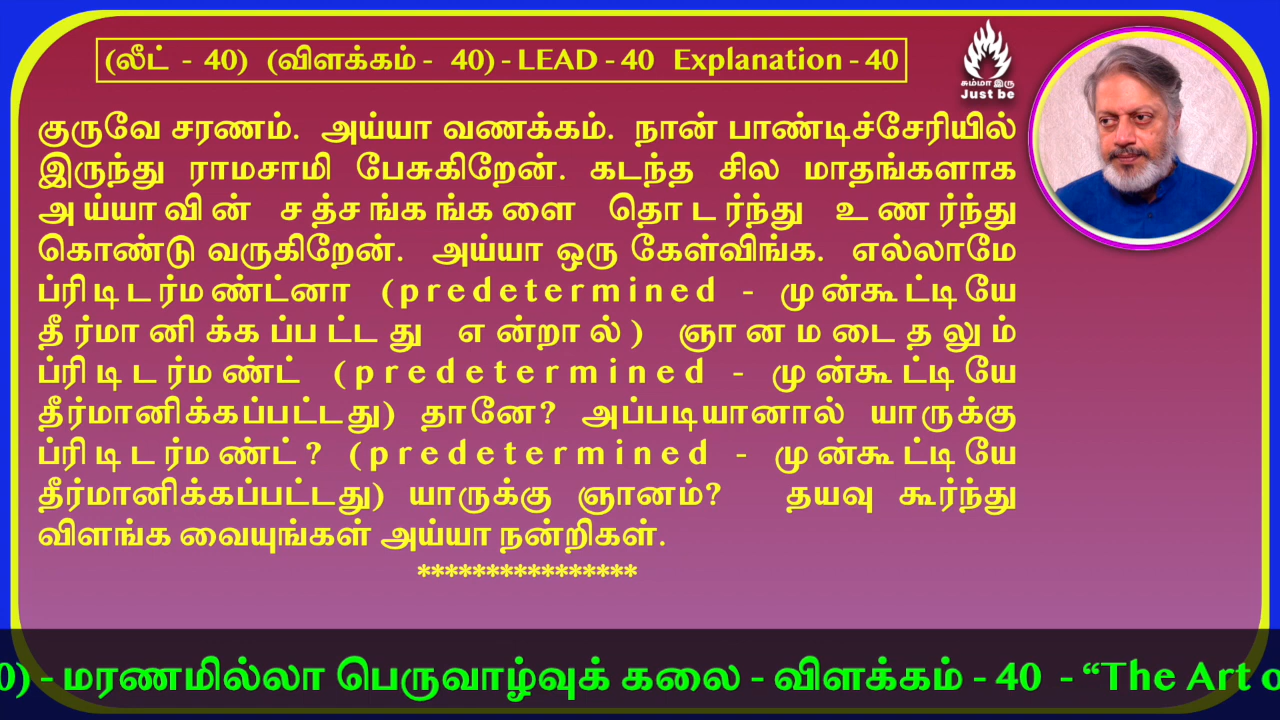 (லீட் - 40) (விளக்கம் - 40) - LEAD - 40 Explanation - 40
சும்மா இரு
Just be
குருவே சரணம். அய்யா வணக்கம். நான் பாண்டிச்சேரியில்
இருந்து ராமசாமி பேசுகிறேன். கடந்த சில மாதங்களாக
அய்யாவின் சத்சங்கங்களை தொடர்ந்து உணர்ந்து
கொண்டு வருகிறேன். அய்யா ஒரு கேள்விங்க. எல்லாமே
ப்ரிடிடர்மண்ட்னா (predetermined - முன்கூட்டியே
தீர்மானிக்கப்பட்டது என்றால்) ஞானமடைதலும்
ப்ரிடிடர்மண்ட் (predetermined - முன்கூட்டியே
தீர்மானிக்கப்பட்டது) தானே? அப்படியானால் யாருக்கு
ப்ரிடிடர்மண்ட்? (predetermined - முன்கூட்டியே
தீர்மானிக்கப்பட்டது) யாருக்கு ஞானம்? தயவு கூர்ந்து
விளங்க வையுங்கள் அய்யா நன்றிகள்.
****************
0) - மரணமில்லா பெருவாழ்வுக் கலை - விளக்கம் - 40 - “The Art o